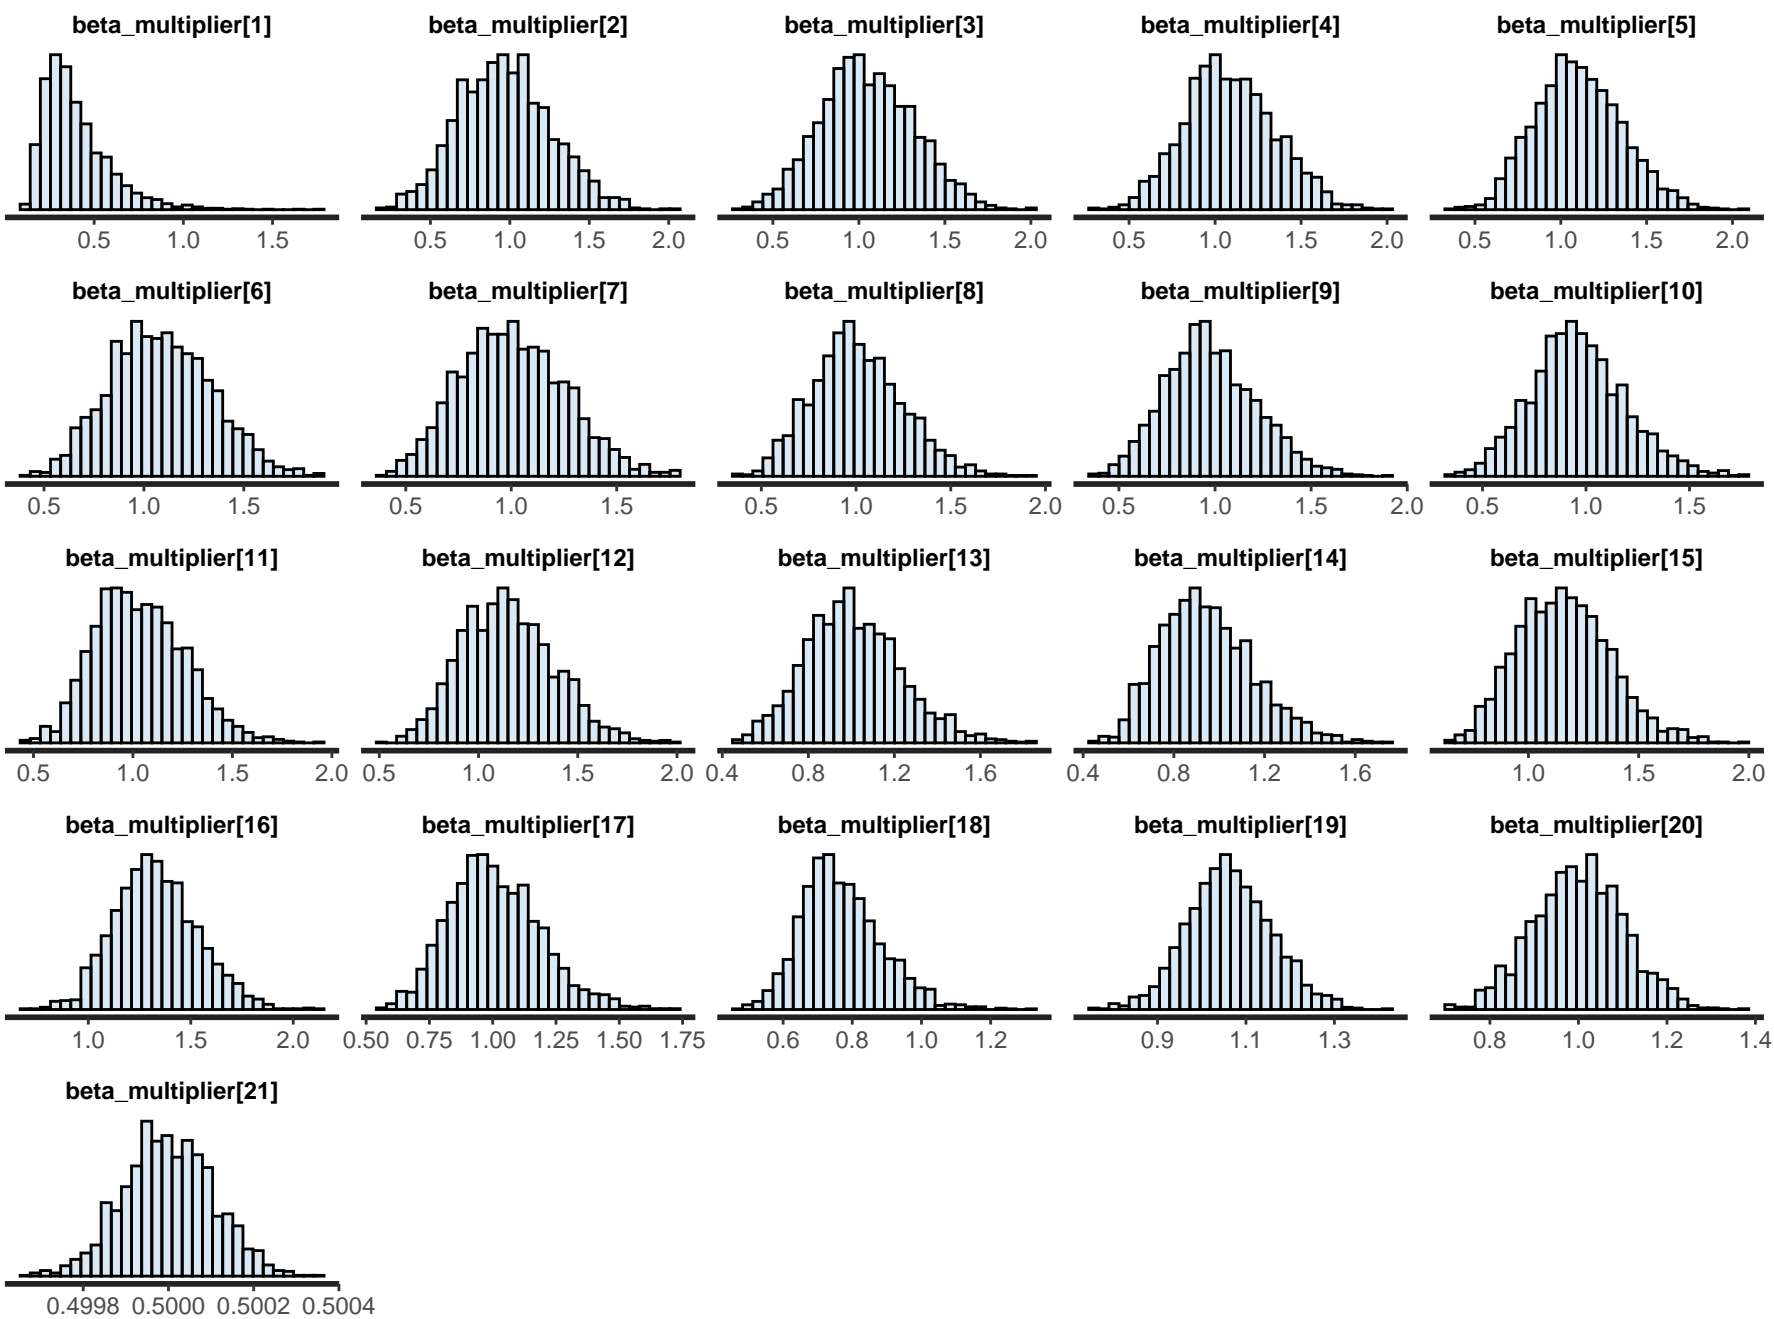 beta_multiplier[1] beta_multiplier[2] beta_multiplier[3] beta_multiplier[4] beta_multiplier[5]
0.5 1.0 1.5 0.5 1.0 1.5 2.0 0.5 1.0 1.5 2.0 0.5 1.0 1.5 2.0 0.5 1.0 1.5 2.0
beta_multiplier[6] beta_multiplier[7] beta_multiplier[8] beta_multiplier[9] beta_multiplier[10]
0.5 1.0 1.5 0.5 1.0 1.5 0.5 1.0 1.5 2.0 0.5 1.0 1.5 2.0 0.5 1.0 1.5
beta_multiplier[11] beta_multiplier[12] beta_multiplier[13] beta_multiplier[14] beta_multiplier[15]
0.5 1.0 1.5 2.0 0.5 1.0 1.5 2.0 0.4 0.8 1.2 1.6 0.4 0.8 1.2 1.6 1.0 1.5 2.0
beta_multiplier[16] beta_multiplier[17] beta_multiplier[18] beta_multiplier[19] beta_multiplier[20]
1.0 1.5 2.0 0.50 0.75 1.00 1.25 1.50 1.75 0.6 0.8 1.0 1.2 0.9 1.1 1.3 0.8 1.0 1.2 1.4
beta_multiplier[21]
0.4998 0.5000 0.5002 0.5004